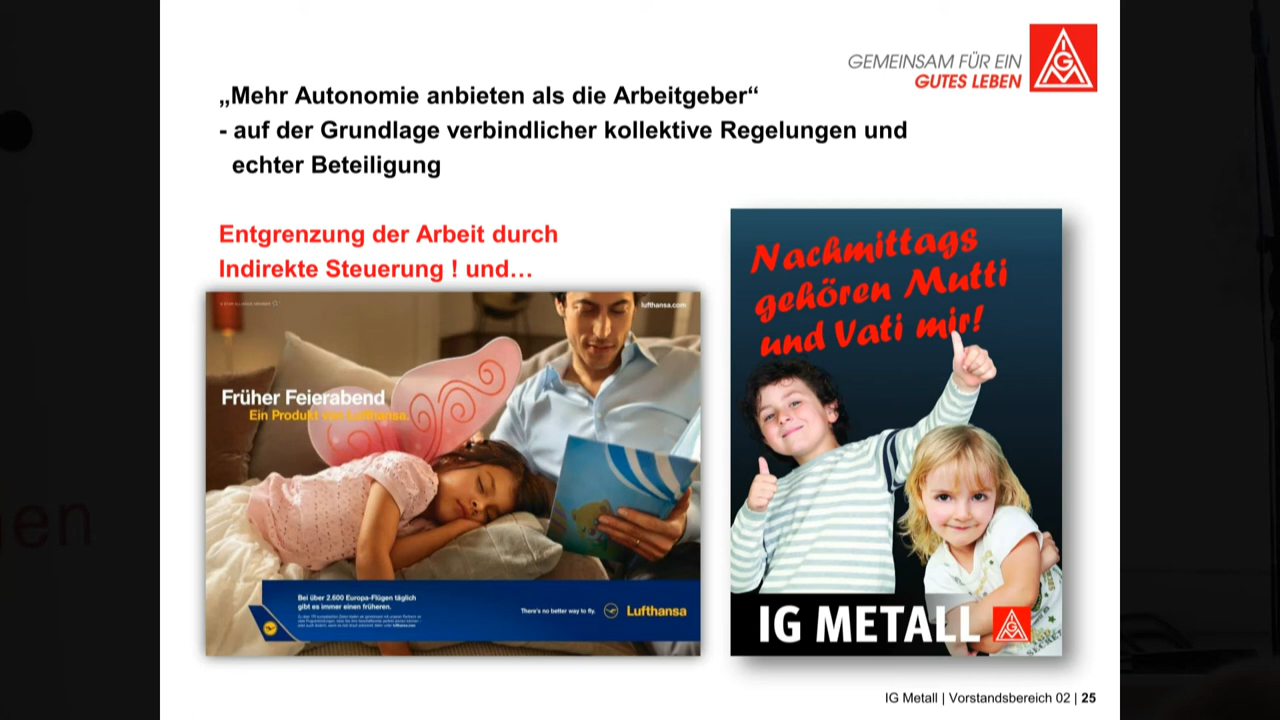 GEMEINSAM FÜR EIN
GUTES LEBEN
IGM
„Mehr Autonomie anbieten als die Arbeitgeber“
- auf der Grundlage verbindlicher kollektive Regelungen und
echter Beteiligung
Entgrenzung der Arbeit durch
Indirekte Steuerung ! und…
lufthansa.com
Früher Feierabend
Ein Produkt von Lufthansa.
Bei über 2.600 Europa-Flügen täglich
gibt es immer einen früheren.
There's no better way to fly.
Lufthansa
Nachmittags
gehören Mutti
und Vati mir!
IG METALL
IGM
IG Metall | Vorstandsbereich 02 | 25
en